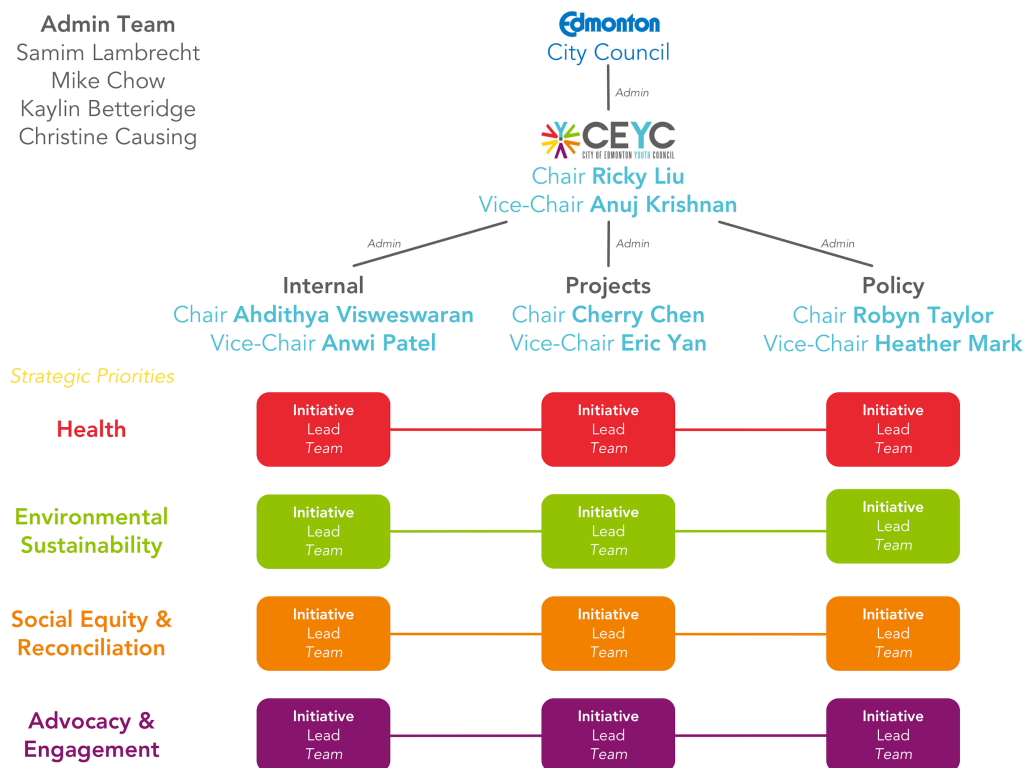 Admin Team
Samim Lambrecht
Mike Chow
Kaylin Betteridge
Christine Causing
Edmonton
City Council
Admin
CEYC
CITY OF EDMONTON YOUTH COUNCIL
Chair Ricky Liu
Vice-Chair Anuj Krishnan
Admin
Admin
Admin
Internal
Chair Ahdithya Visweswaran
Vice-Chair Anwi Patel
Projects
Chair Cherry Chen
Vice-Chair Eric Yan
Policy
Chair Robyn Taylor
Vice-Chair Heather Mark
Strategic Priorities
Health
Initiative
Lead
Team
Initiative
Lead
Team
Initiative
Lead
Team
Environmental
Sustainability
Initiative
Lead
Team
Initiative
Lead
Team
Initiative
Lead
Team
Social Equity &
Reconciliation
Initiative
Lead
Team
Initiative
Lead
Team
Initiative
Lead
Team
Advocacy &
Engagement
Initiative
Lead
Team
Initiative
Lead
Team
Initiative
Lead
Team